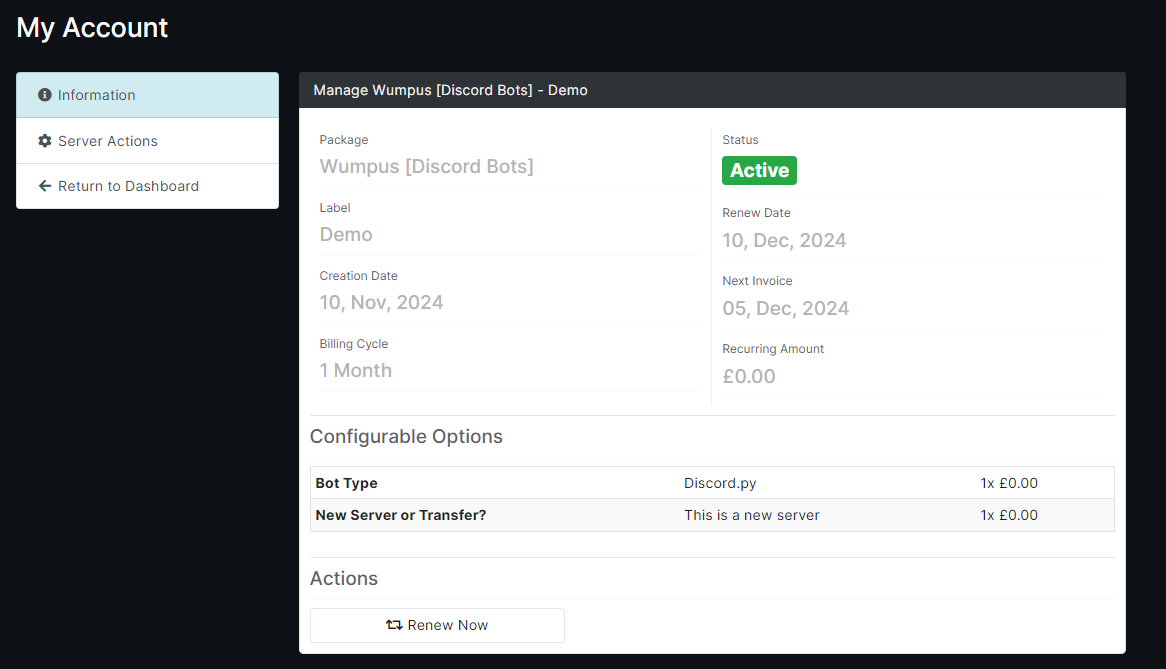 My Account
Information
Server Actions
Return to Dashboard
Manage Wumpus [Discord Bots] - Demo
Package
Wumpus [Discord Bots]
Label
Demo
Creation Date
10, Nov, 2024
Billing Cycle
1 Month
Status
Active
Renew Date
10, Dec, 2024
Next Invoice
05, Dec, 2024
Recurring Amount
£0.00
Configurable Options
Bot Type Discord.py 1x £0.00
New Server or Transfer? This is a new server 1x £0.00
Actions
Renew Now